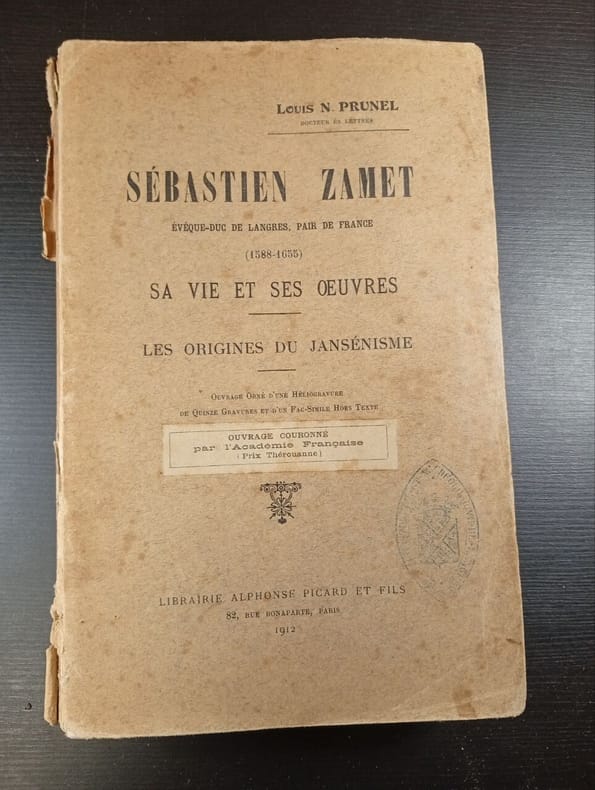 Louis N. PRUNEL
DOCTEUR ÈS LETTRES
SÉBASTIEN ZAMET
ÉVÊQUE-DUC DE LANGRES, PAIR DE FRANCE
(1588-1655)
SA VIE ET SES ŒUVRES
LES ORIGINES DU JANSÉNISME
Ouvrage Orné d'une Héliogravure
de Quinze Gravures et d'un Fac-Simile Hors Texte
OUVRAGE COURONNÉ
par l'Académie Française
(Prix Thérouanne)
LIBRAIRIE ALPHONSE PICARD ET FILS
82, RUE BONAPARTE, PARIS
1912